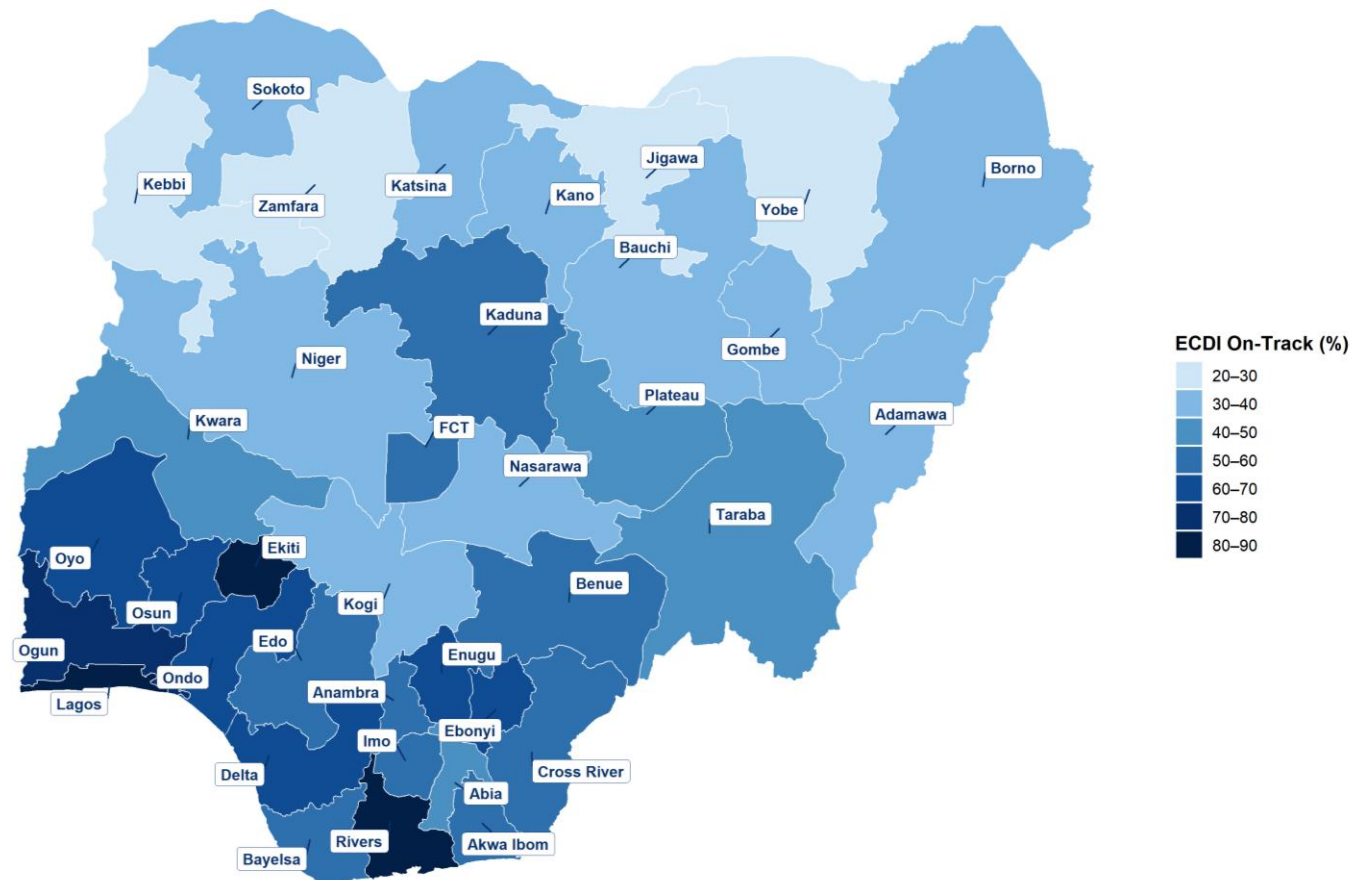 Sokoto
Kebbi
Zamfara
Katsina
Jigawa
Kano
Yobe
Borno
Bauchi
Kaduna
Niger
Gombe
Plateau
Adamawa
Kwara
FCT
Nasarawa
Taraba
Ekiti
Oyo
Benue
Kogi
Osun
Edo
Ogun
Enugu
Ondo
Anambra
Lagos
Ebonyi
Imo
Delta
Cross River
Abia
Rivers
Akwa Ibom
Bayelsa
ECDI On-Track (%)
20–30
30–40
40–50
50–60
60–70
70–80
80–90